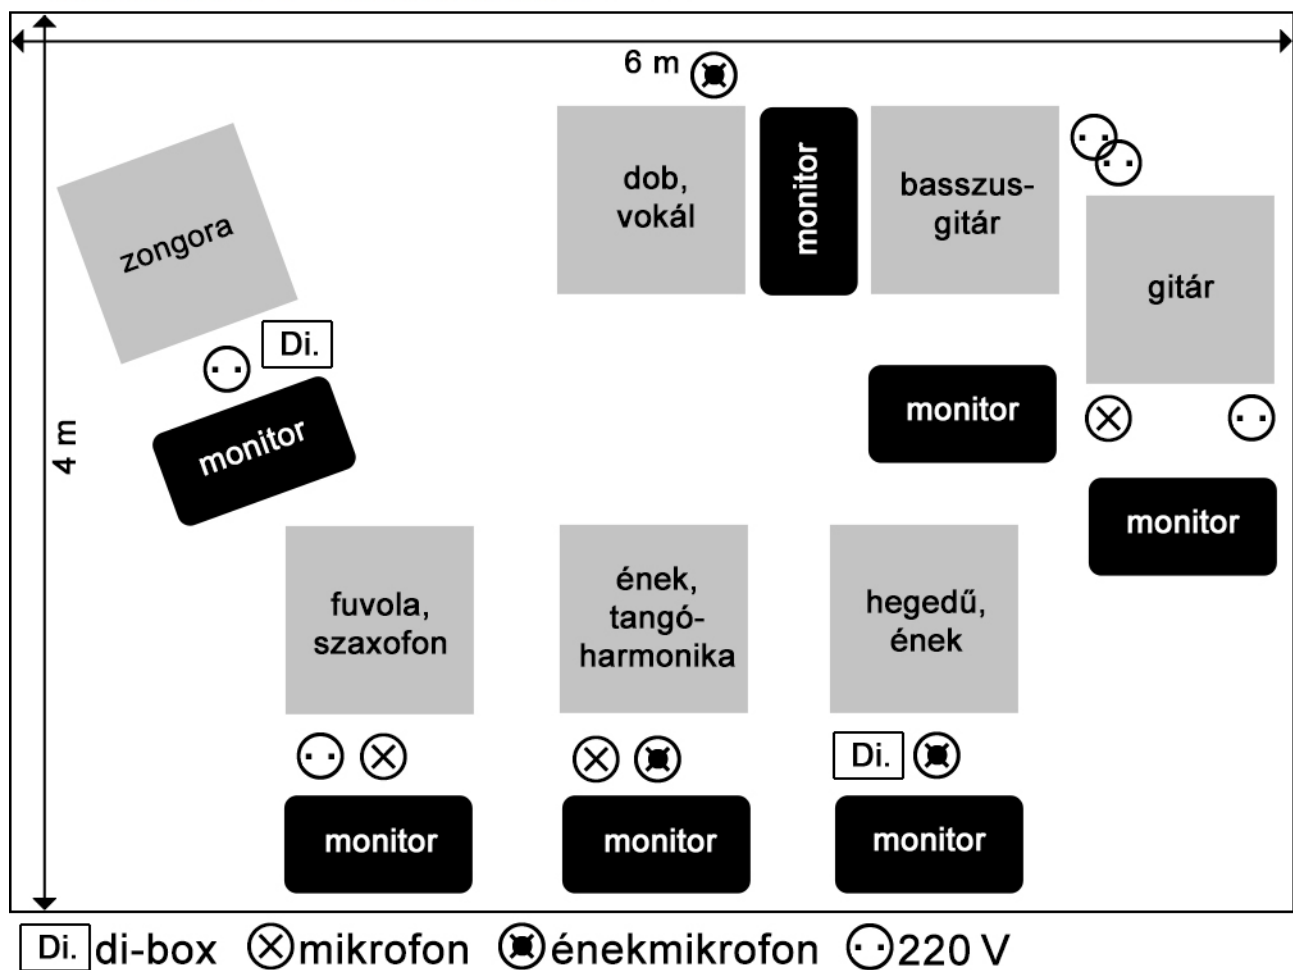 6 m
4 m
zongora
Di.
monitor
dob,
vokál
monitor
basszus-
gitár
gitár
monitor
monitor
fuvola,
szaxofon
ének,
tangó-
harmonika
hegedű,
ének
Di.
monitor
monitor
monitor
Di. di-box mikrofon énekmikrofon 220 V